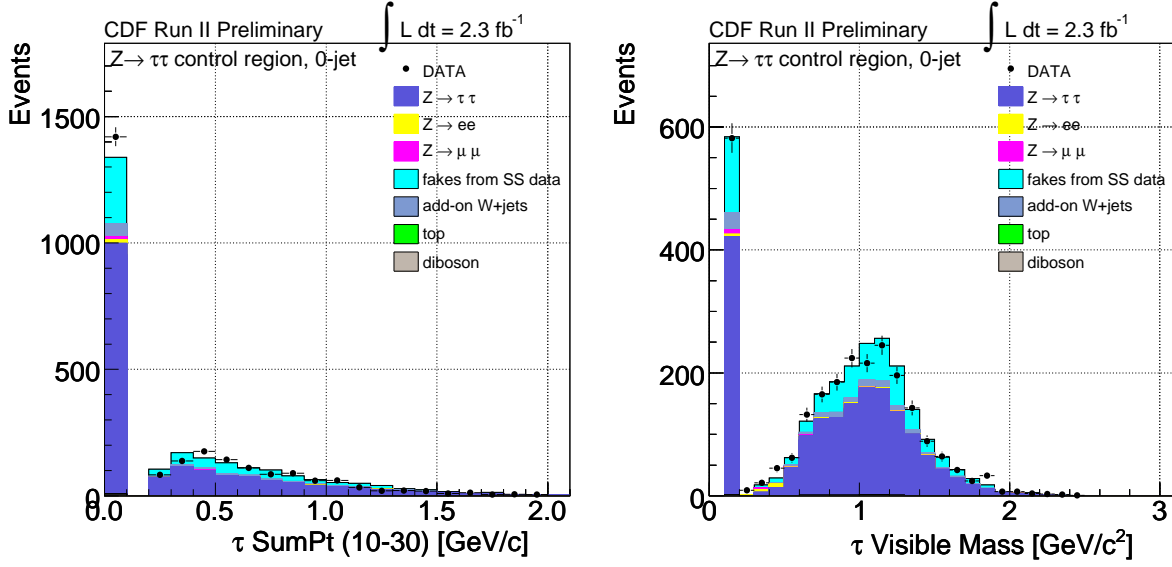 CDF Run II Preliminary ∫ L dt = 2.3 fb⁻¹
Z→ ττ control region, 0-jet
DATA
Z→ τ τ
Z→ ee
Z→ μ μ
fakes from SS data
add-on W+jets
top
diboson
Events
1500
1000
500
0
0.0 0.5 1.0 1.5 2.0
τ SumPt (10-30) [GeV/c]
CDF Run II Preliminary ∫ L dt = 2.3 fb⁻¹
Z→ ττ control region, 0-jet
DATA
Z→ τ τ
Z→ ee
Z→ μ μ
fakes from SS data
add-on W+jets
top
diboson
Events
600
400
200
0
0 1 2 3
τ Visible Mass [GeV/c²]